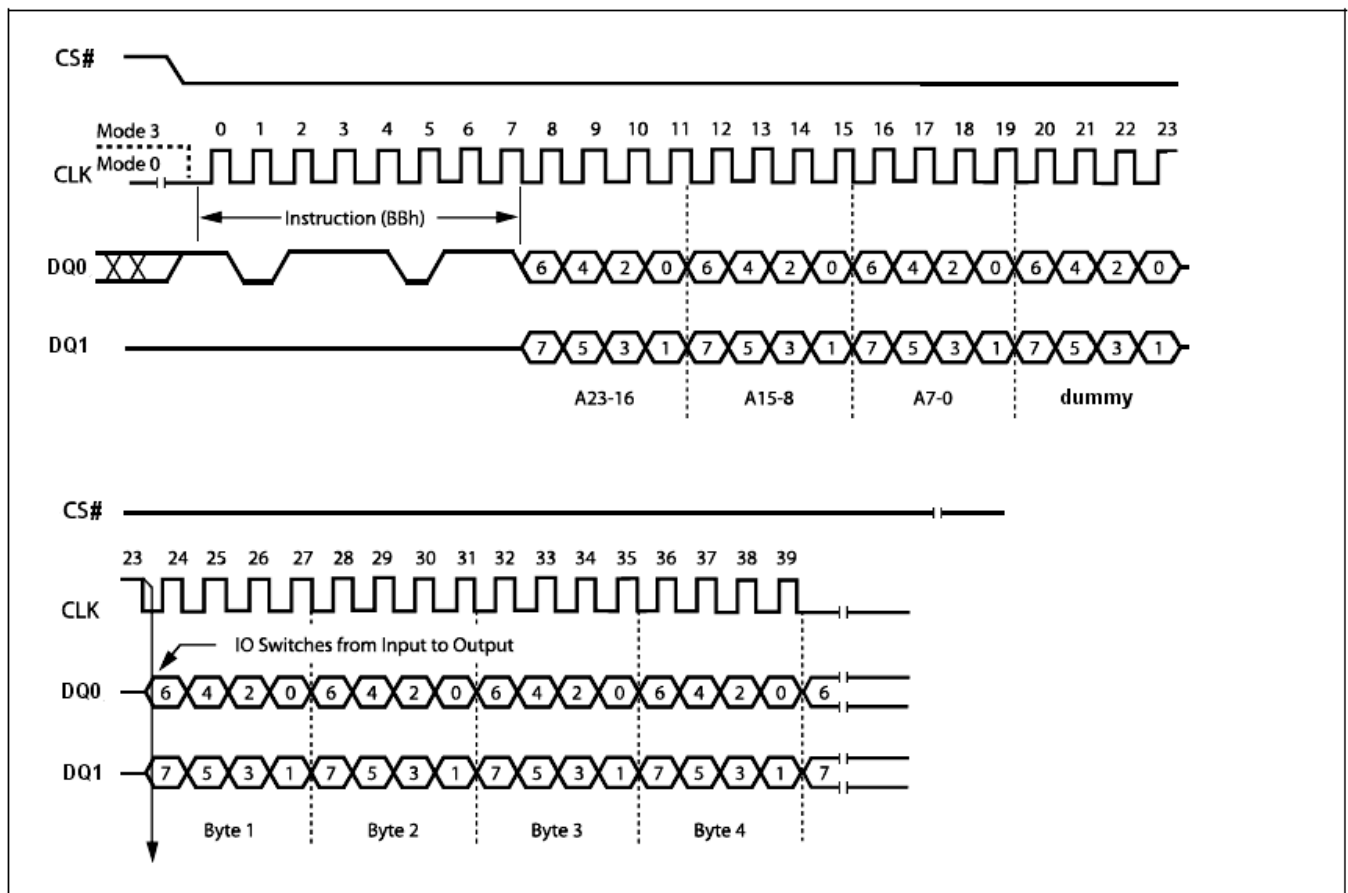 CS#
Mode 3
0 1 2 3 4 5 6 7 8 9 10 11 12 13 14 15 16 17 18 19 20 21 22 23
Mode 0
CLK
Instruction (BBh)
DQ0 6 4 2 0 6 4 2 0 6 4 2 0 6 4 2 0
DQ1 7 5 3 1 7 5 3 1 7 5 3 1 7 5 3 1
A23-16 A15-8 A7-0 dummy
CS#
23 24 25 26 27 28 29 30 31 32 33 34 35 36 37 38 39
CLK
IO Switches from Input to Output
DQ0 6 4 2 0 6 4 2 0 6 4 2 0 6 4 2 0 6
DQ1 7 5 3 1 7 5 3 1 7 5 3 1 7 5 3 1 7
Byte 1 Byte 2 Byte 3 Byte 4